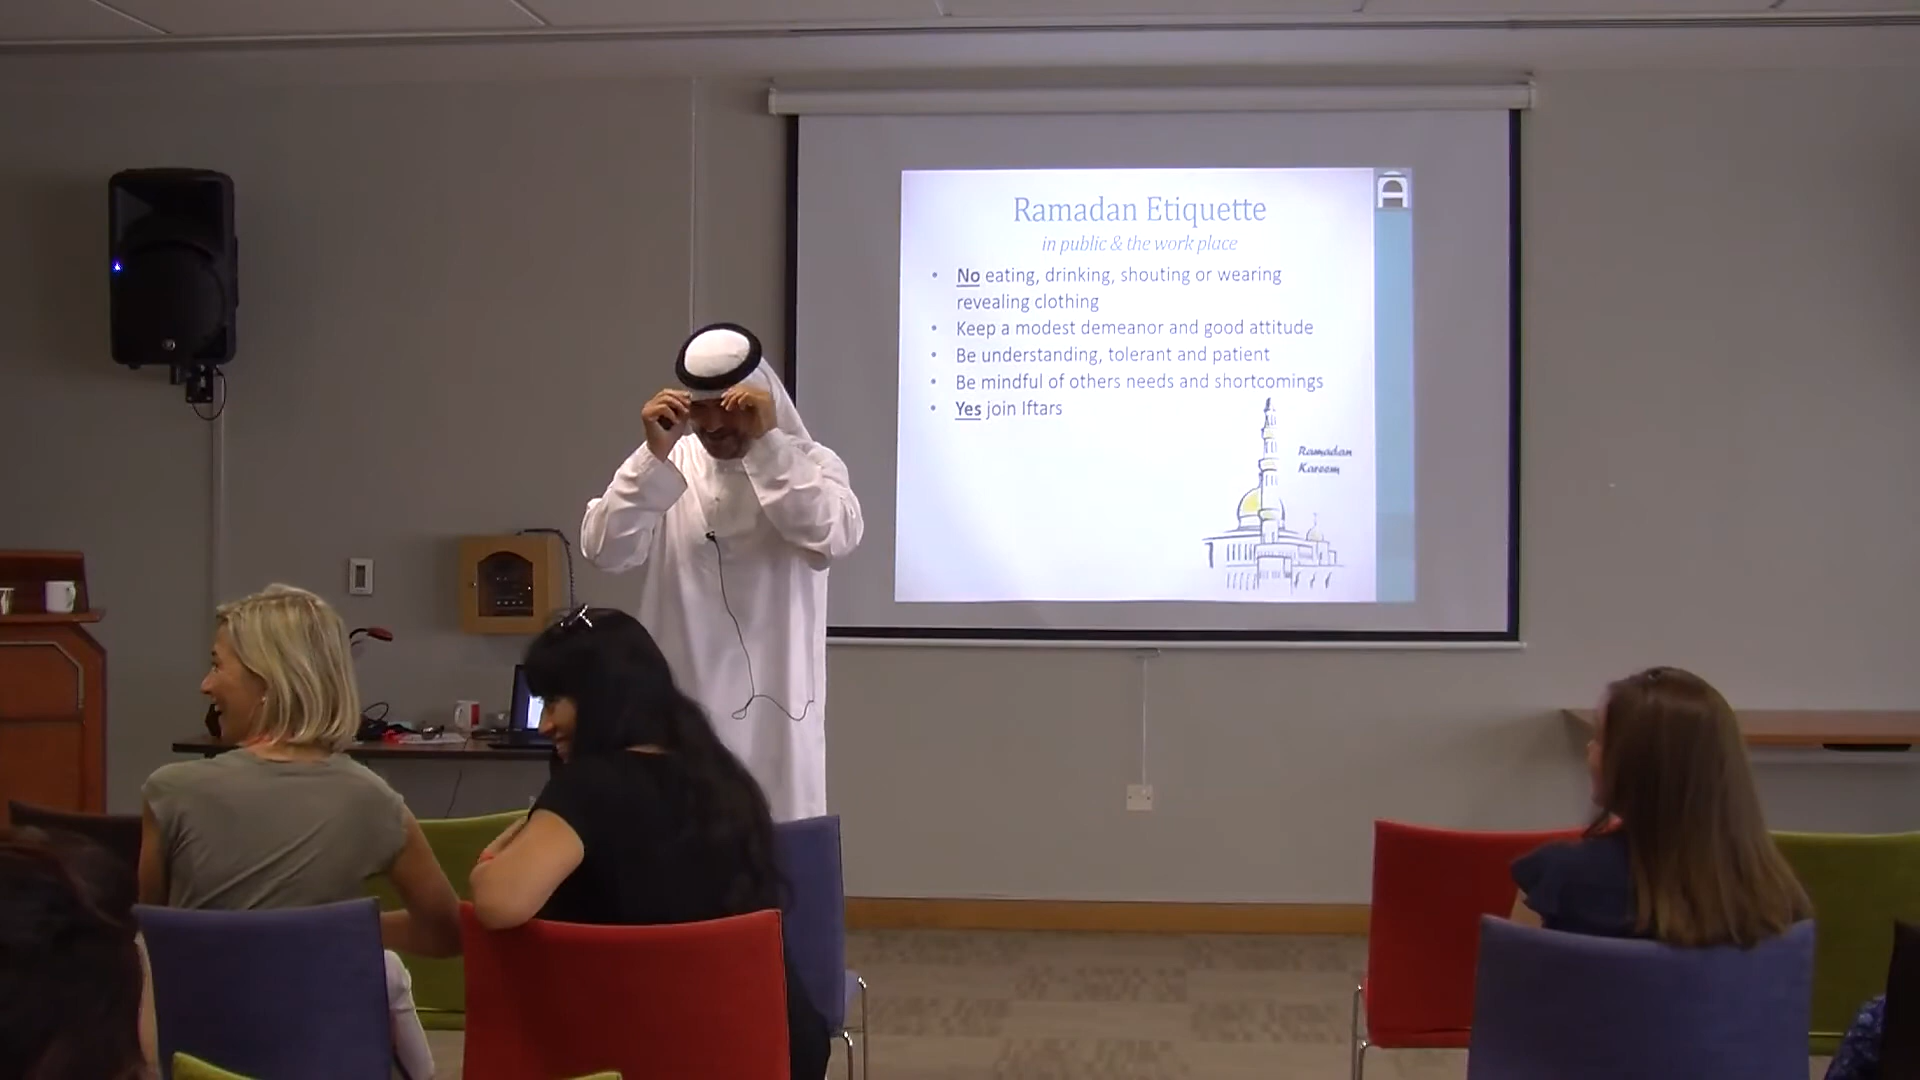 Ramadan Etiquette
in public & the work place
• No eating, drinking, shouting or wearing
revealing clothing
• Keep a modest demeanor and good attitude
• Be understanding, tolerant and patient
• Be mindful of others needs and shortcomings
• Yes join Iftars
Ramadan
Kareem